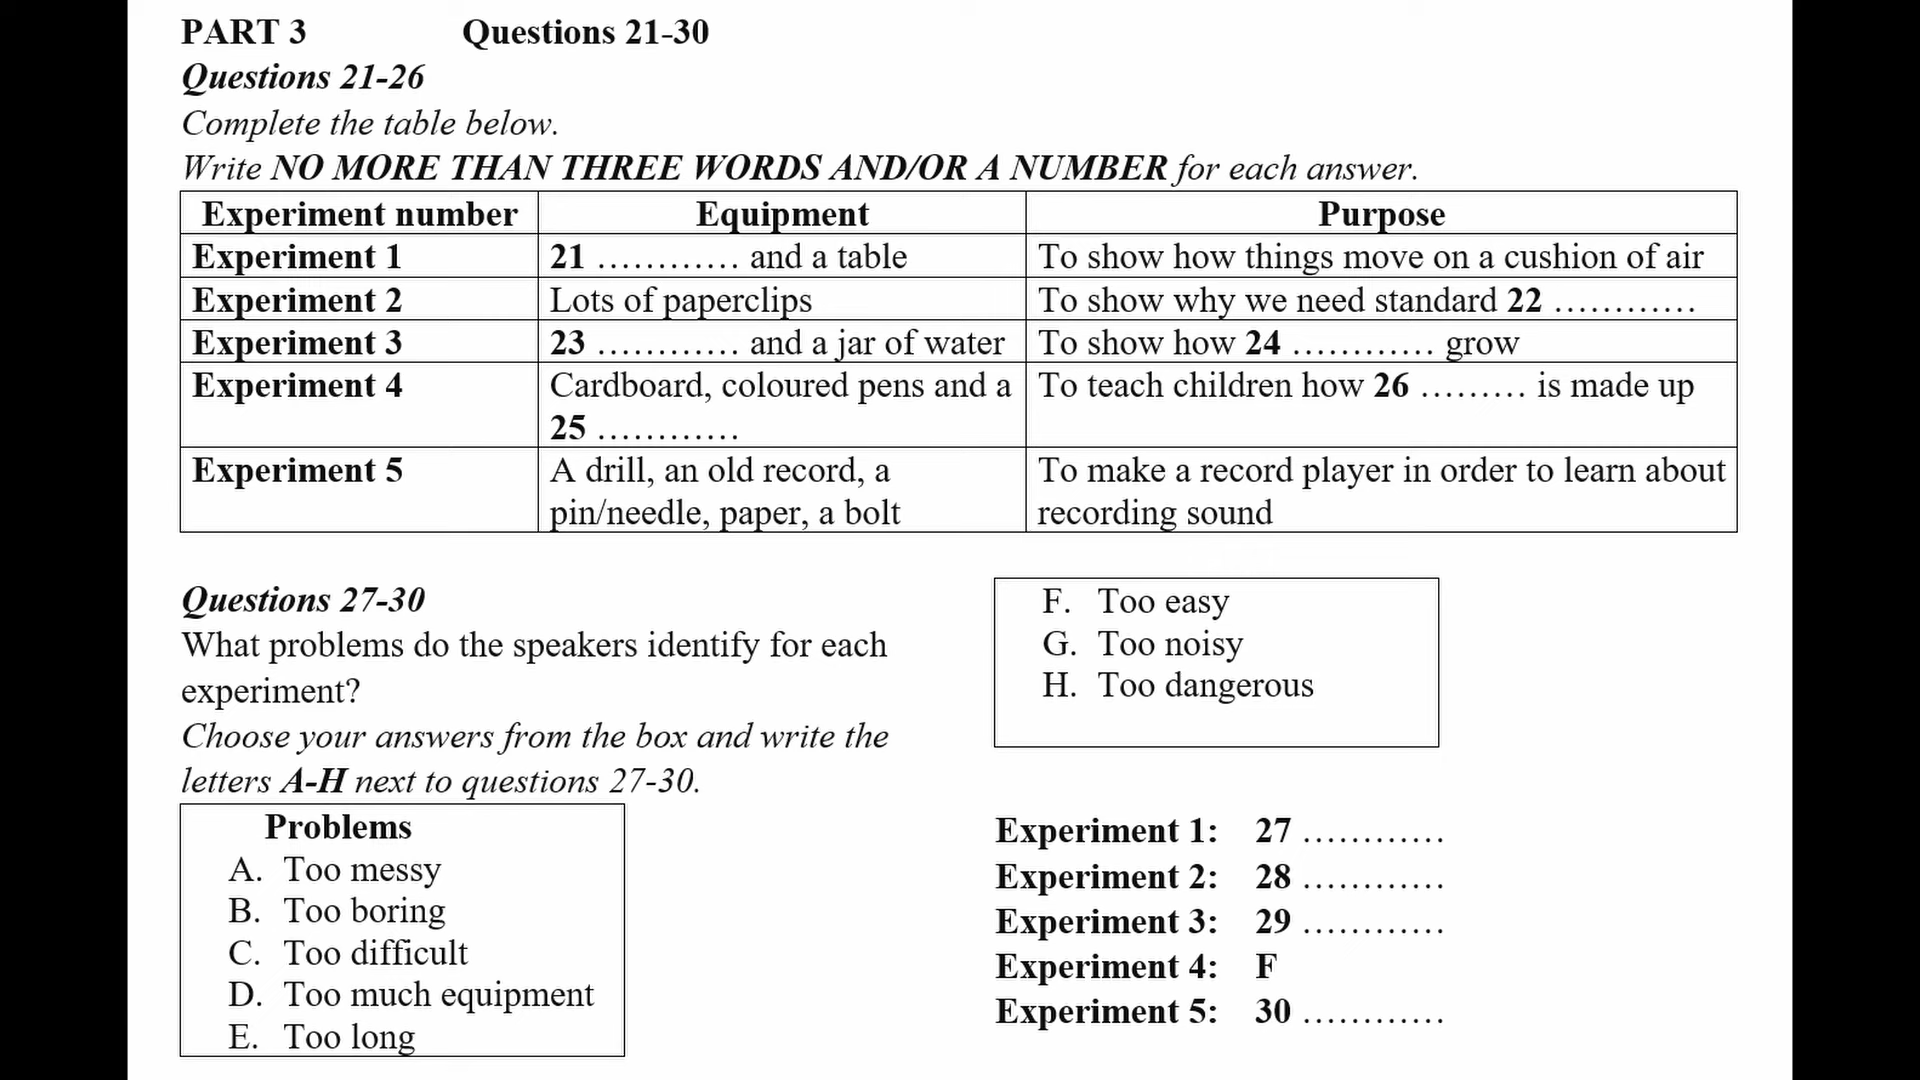 PART 3 Questions 21-30
Questions 21-26
Complete the table below.
Write NO MORE THAN THREE WORDS AND/OR A NUMBER for each answer.
Experiment number Equipment Purpose
Experiment 1 21 ………… and a table To show how things move on a cushion of air
Experiment 2 Lots of paperclips To show why we need standard 22 …………
Experiment 3 23 ………… and a jar of water To show how 24 ………… grow
Experiment 4 Cardboard, coloured pens and a To teach children how 26 ……… is made up
25 …………
Experiment 5 A drill, an old record, a To make a record player in order to learn about
pin/needle, paper, a bolt recording sound
Questions 27-30
What problems do the speakers identify for each
experiment?
Choose your answers from the box and write the
letters A-H next to questions 27-30.
Problems
A. Too messy
B. Too boring
C. Too difficult
D. Too much equipment
E. Too long
F. Too easy
G. Too noisy
H. Too dangerous
Experiment 1: 27 …………
Experiment 2: 28 …………
Experiment 3: 29 …………
Experiment 4: F
Experiment 5: 30 …………